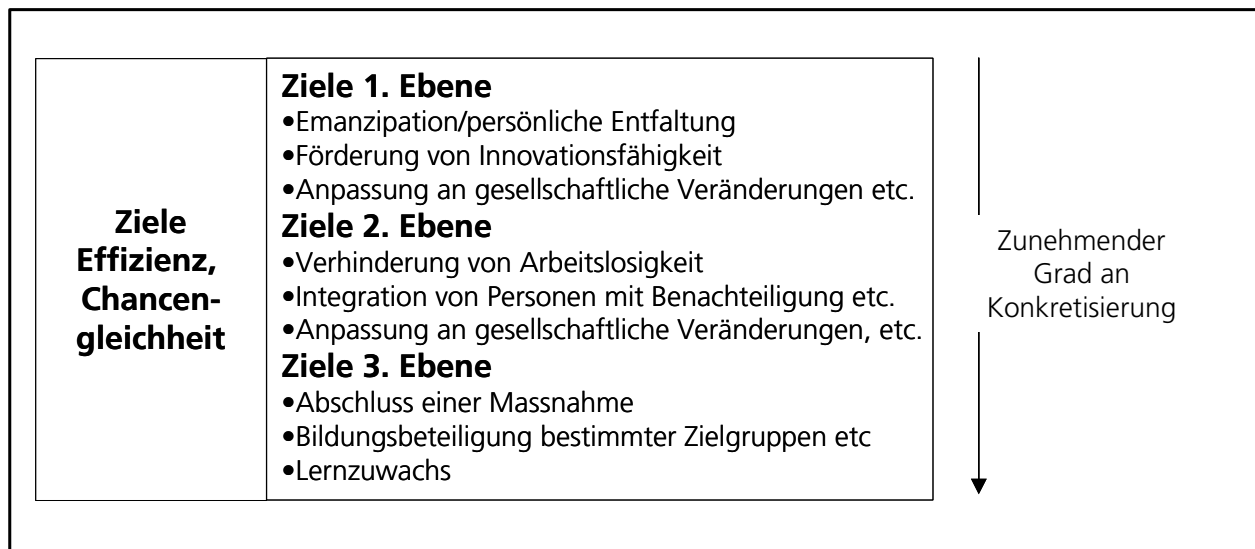 Ziele
Effizienz,
Chancen-
gleichheit
Ziele 1. Ebene
•Emanzipation/persönliche Entfaltung
•Förderung von Innovationsfähigkeit
•Anpassung an gesellschaftliche Veränderungen etc.
Ziele 2. Ebene
•Verhinderung von Arbeitslosigkeit
•Integration von Personen mit Benachteiligung etc.
•Anpassung an gesellschaftliche Veränderungen, etc.
Ziele 3. Ebene
•Abschluss einer Massnahme
•Bildungsbeteiligung bestimmter Zielgruppen etc
•Lernzuwachs
Zunehmender
Grad an
Konkretisierung